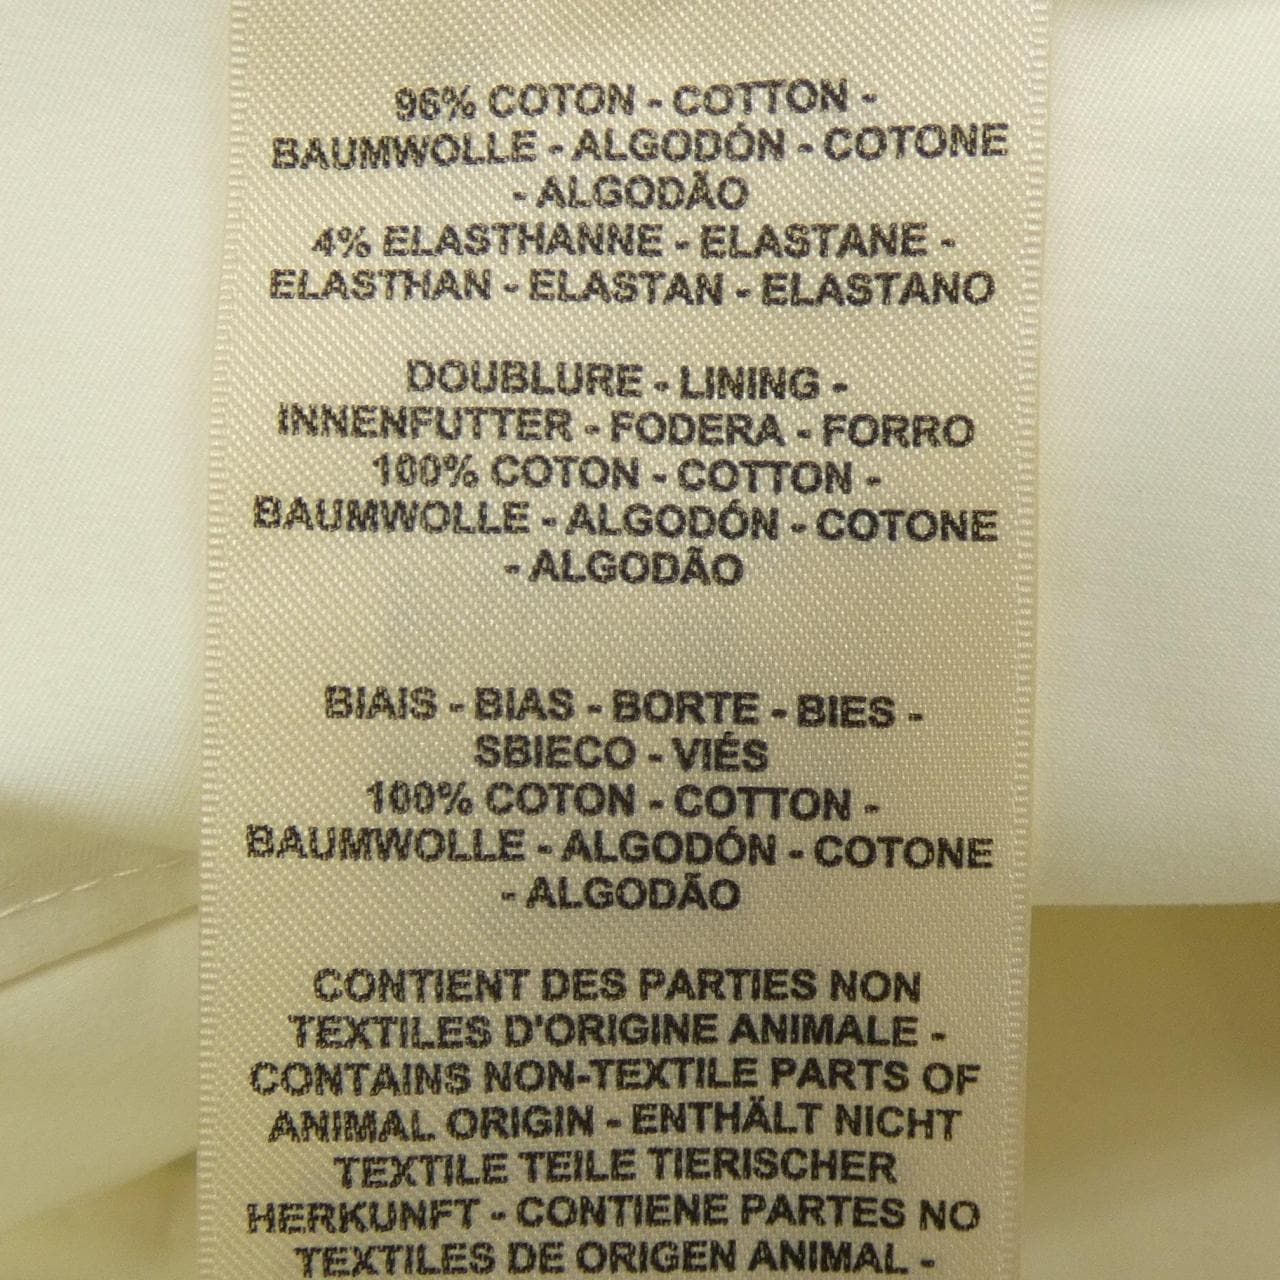 96% COTON - COTTON -
BAUMWOLLE - ALGODÓN - COTONE
- ALGODÃO
4% ELASTHANNE - ELASTANE -
ELASTHAN - ELASTAN - ELASTANO
DOUBLURE - LINING -
INNENFUTTER - FODERA - FORRO
100% COTON - COTTON -
BAUMWOLLE - ALGODÓN - COTONE
- ALGODÃO
BIAIS - BIAS - BORTE - BIES -
SBIECO - VIÉS
100% COTON - COTTON -
BAUMWOLLE - ALGODÓN - COTONE
- ALGODÃO
CONTIENT DES PARTIES NON
TEXTILES D'ORIGINE ANIMALE -
CONTAINS NON-TEXTILE PARTS OF
ANIMAL ORIGIN - ENTHÄLT NICHT
TEXTILE TEILE TIERISCHER
HERKUNFT - CONTIENE PARTES NO
TEXTILES DE ORIGEN ANIMAL -